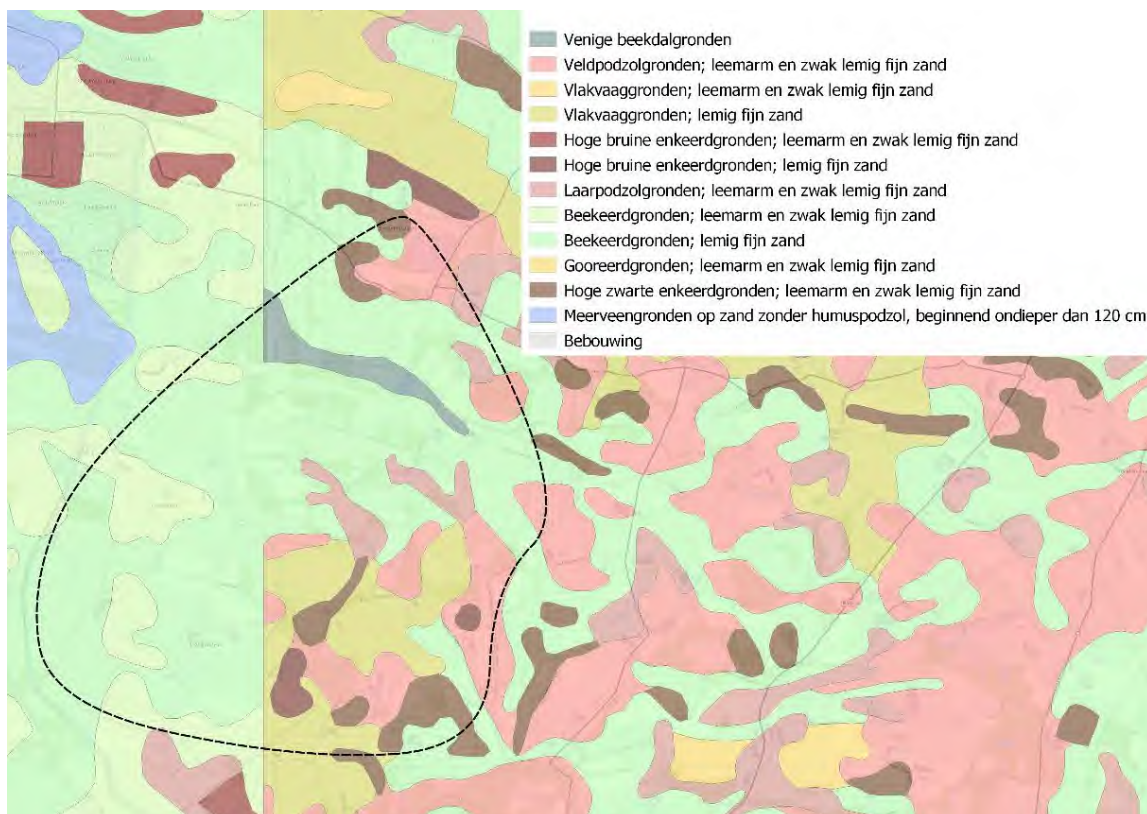 Venige beekdalgronden
Veldpodzolgronden; leemarm en zwak lemig fijn zand
Vlakvaaggronden; leemarm en zwak lemig fijn zand
Vlakvaaggronden; lemig fijn zand
Hoge bruine enkeerdgronden; leemarm en zwak lemig fijn zand
Hoge bruine enkeerdgronden; lemig fijn zand
Laarpodzolgronden; leemarm en zwak lemig fijn zand
Beekeerdgronden; leemarm en zwak lemig fijn zand
Beekeerdgronden; lemig fijn zand
Gooreerdgronden; leemarm en zwak lemig fijn zand
Hoge zwarte enkeerdgronden; leemarm en zwak lemig fijn zand
Meerveengronden op zand zonder humuspodzol, beginnend ondieper dan 120 cm
Bebouwing